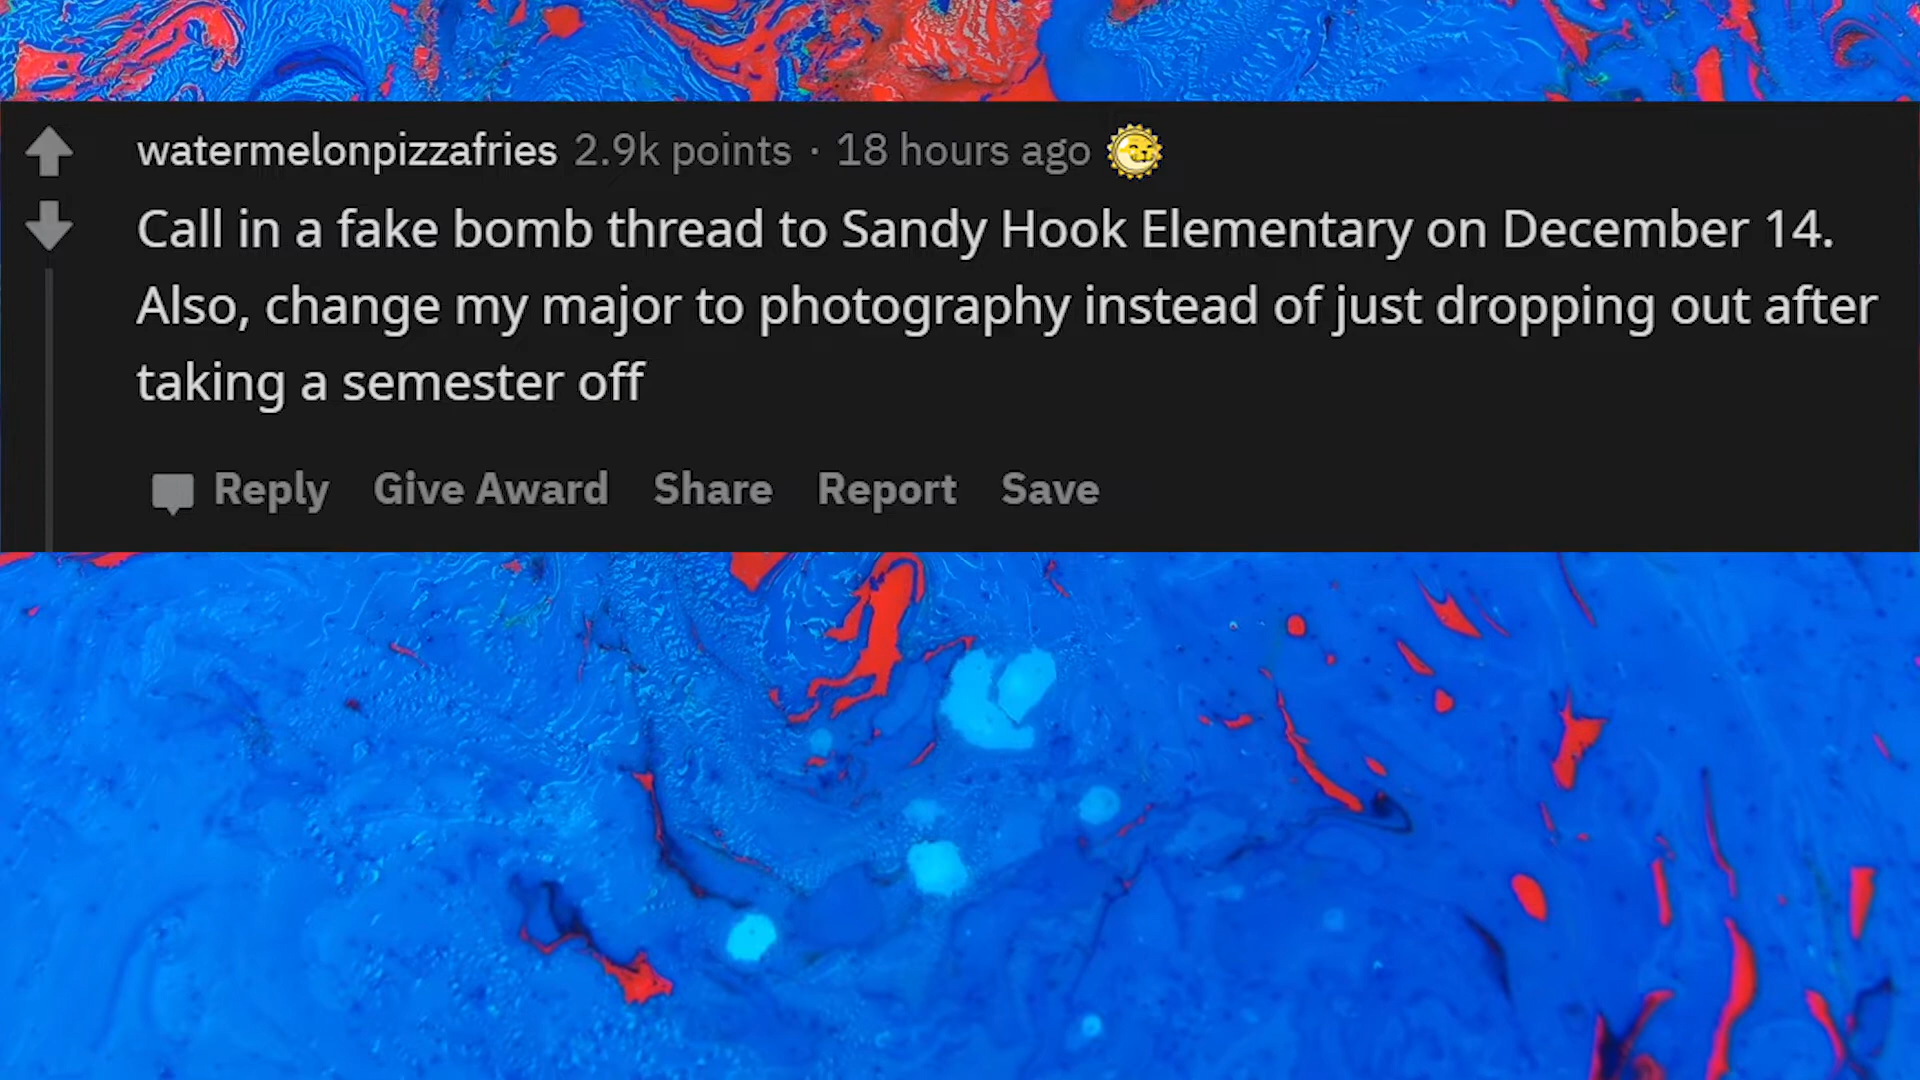 watermelonpizzafries 2.9k points · 18 hours ago
Call in a fake bomb thread to Sandy Hook Elementary on December 14.
Also, change my major to photography instead of just dropping out after
taking a semester off
Reply Give Award Share Report Save